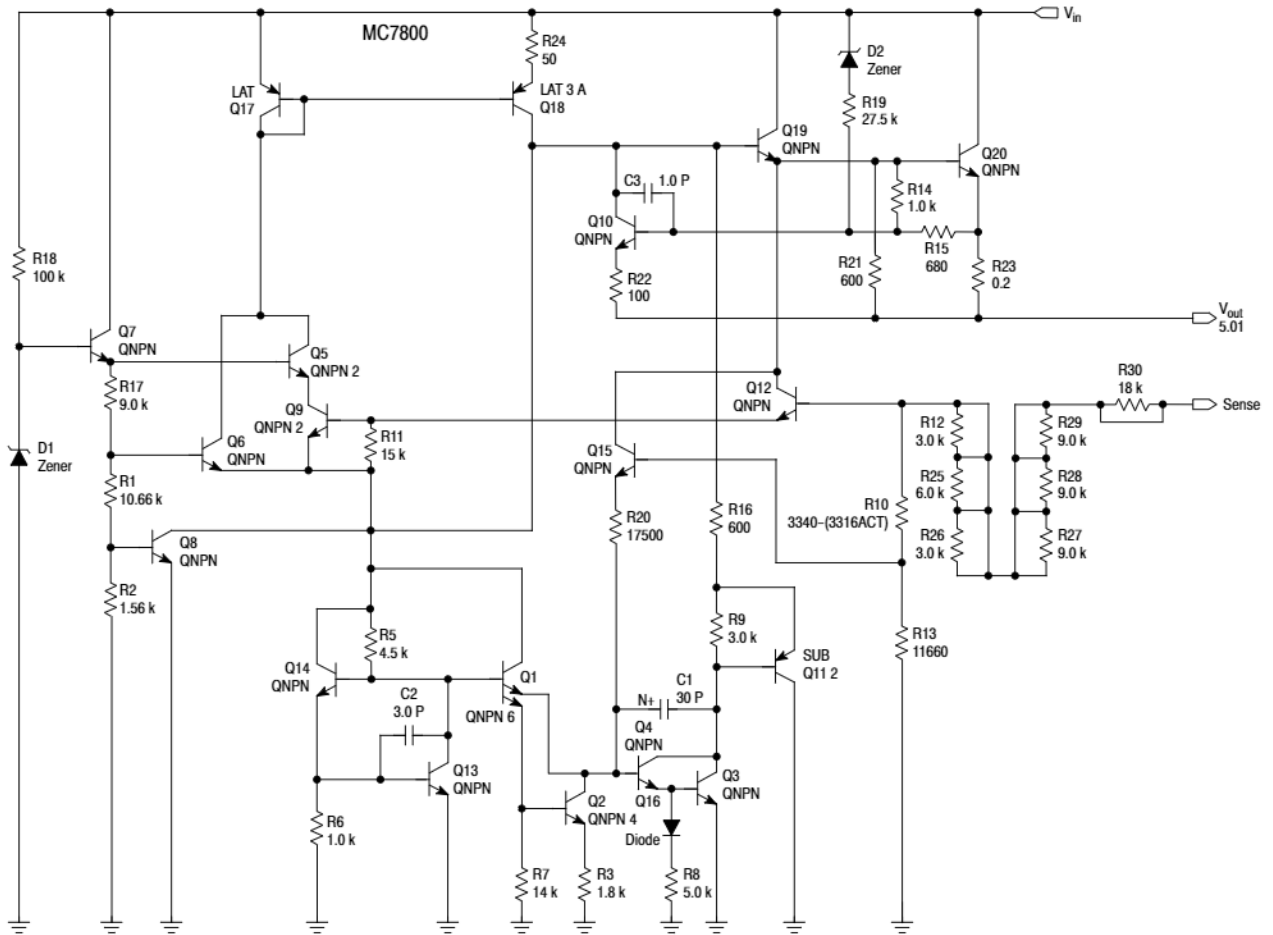 MC7800
Vin
R24
50
D2
Zener
LAT
Q17
LAT 3 A
Q18
R19
27.5 k
Q19
QNPN
Q20
QNPN
C3
1.0 P
R14
1.0 k
Q10
QNPN
R15
680
R18
100 k
R21
600
R23
0.2
R22
100
Vout
5.01
Q7
QNPN
Q5
QNPN 2
R17
9.0 k
Q12
QNPN
R30
18 k
Sense
Q9
QNPN 2
R11
15 k
R12
3.0 k
R29
9.0 k
D1
Zener
Q6
QNPN
Q15
QNPN
R1
10.66 k
R25
6.0 k
R28
9.0 k
R10
3340-(3316ACT)
R20
17500
R16
600
R26
3.0 k
R27
9.0 k
Q8
QNPN
R2
1.56 k
R9
3.0 k
R13
11660
R5
4.5 k
SUB
Q11 2
Q14
QNPN
Q1
QNPN 6
C2
3.0 P
N+
C1
30 P
Q4
QNPN
Q13
QNPN
Q2
QNPN 4
Q16
Q3
QNPN
R6
1.0 k
Diode
R7
14 k
R3
1.8 k
R8
5.0 k